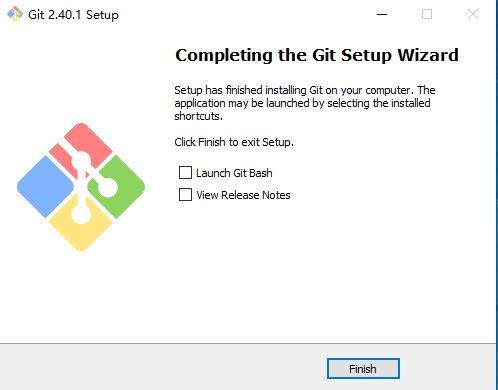 Git 2.40.1 Setup
Completing the Git Setup Wizard
Setup has finished installing Git on your computer. The
application may be launched by selecting the installed
shortcuts.
Click Finish to exit Setup.
Launch Git Bash
View Release Notes
Finish